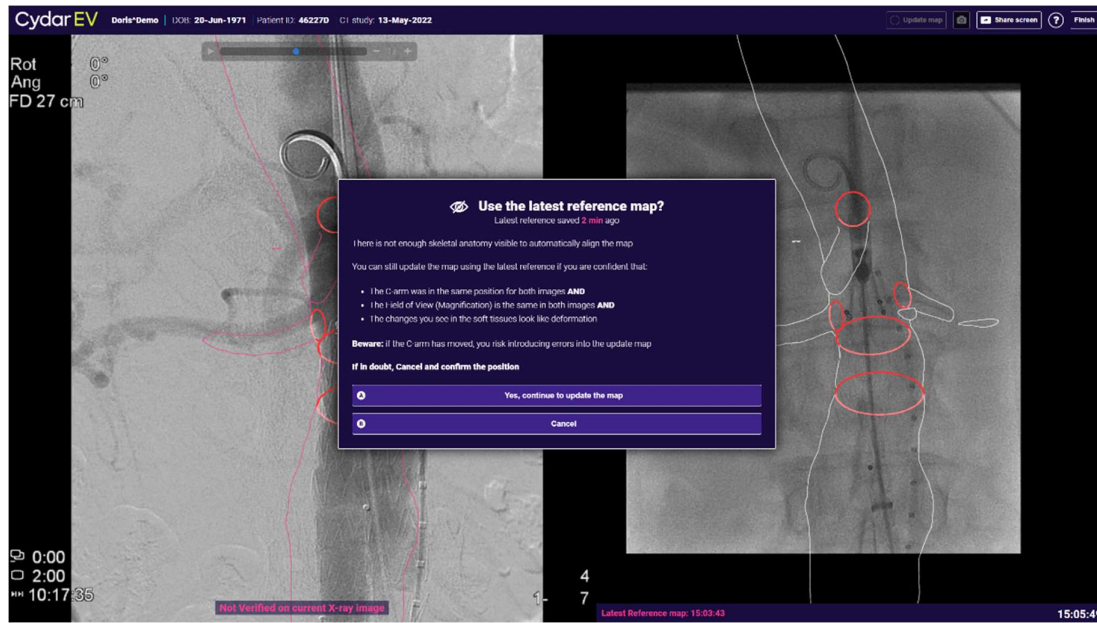 Cydar EV Doris^Demo | DOB: 20-Jun-1971 | Patient ID: 46227D CT study: 13-May-2022 Update map Share screen ? Finish
Rot 0°
Ang 0°
FD 27 cm
Use the latest reference map?
Latest reference saved 2 min ago
There is not enough skeletal anatomy visible to automatically align the map
You can still update the map using the latest reference if you are confident that:
• The C-arm was in the same position for both images AND
• The Field of View (Magnification) is the same in both images AND
• The changes you see in the soft tissues look like deformation
Beware: if the C-arm has moved, you risk introducing errors into the update map
If in doubt, Cancel and confirm the position
A Yes, continue to update the map
B Cancel
0:00
2:00
10:17:35
Not Verified on current X-ray image
4
1- 7
Latest Reference map: 15:03:43
15:05:49